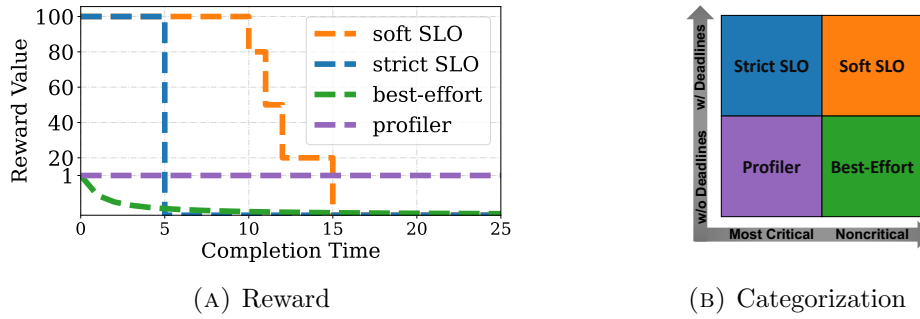 100
80
60
40
20
1
0
5
10
15
20
25
Reward Value
Completion Time
soft SLO
strict SLO
best-effort
profiler
(A) Reward
w/ Deadlines
w/o Deadlines
Strict SLO
Soft SLO
Profiler
Best-Effort
Most Critical
Noncritical
(B) Categorization